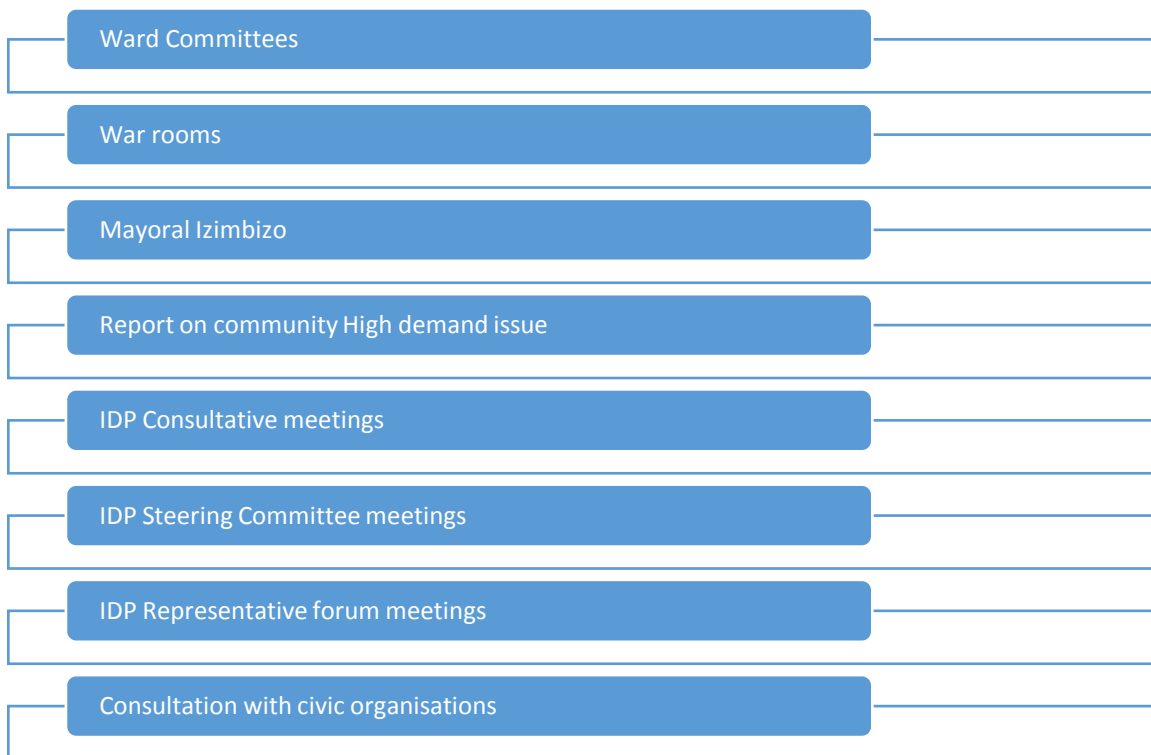 Ward Committees
War rooms
Mayoral Izimbizo
Report on community High demand issue
IDP Consultative meetings
IDP Steering Committee meetings
IDP Representative forum meetings
Consultation with civic organisations